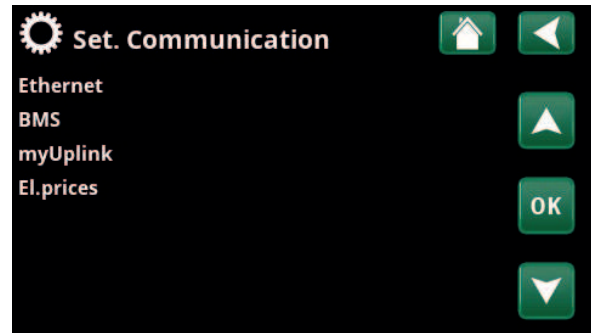 Set. Communication
Ethernet
BMS
myUplink
El.prices
OK